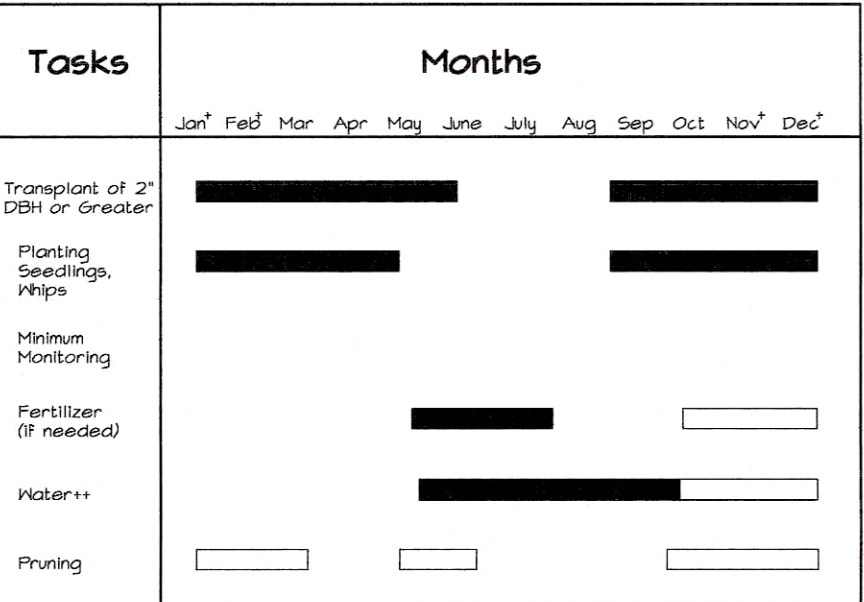 Tasks
Months
Jan+ Feb+ Mar Apr May June July Aug Sep Oct Nov+ Dec+
Transplant of 2"
DBH or Greater
Planting
Seedlings,
Whips
Minimum
Monitoring
Fertilizer
(if needed)
Water++
Pruning